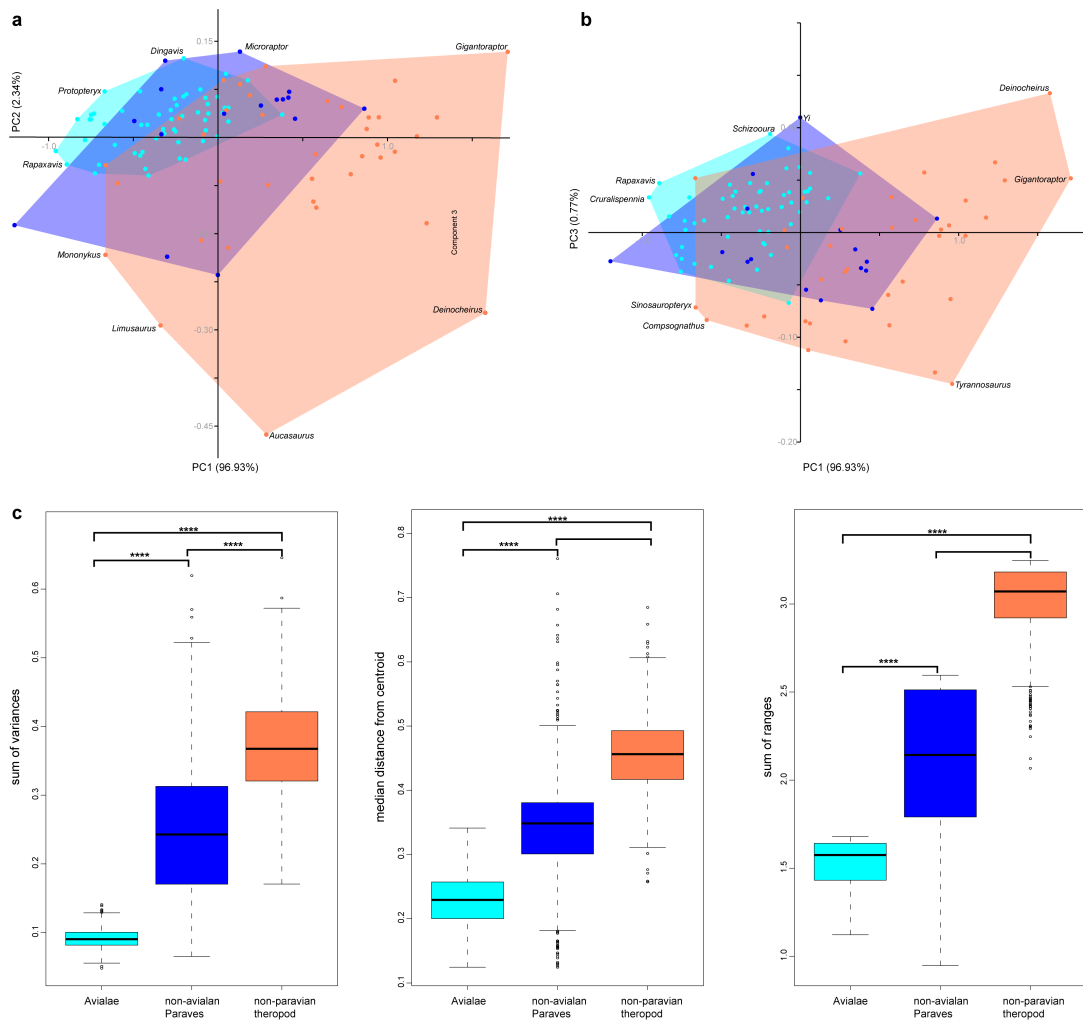 a
b
0.15
Microraptor
Dingavis
Gigantoraptor
PC2 (2.34%)
Protopteryx
-1.0
1.0
Rapaxavis
Component 3
Mononykus
Limusaurus
-0.30
Deinocheirus
-0.45
Aucasaurus
PC1 (96.93%)
Deinocheirus
Yi
Schizooura
Rapaxavis
Gigantoraptor
Cruralispennia
PC3 (0.77%)
1.0
Sinosauropteryx
Compsognathus
-0.10
Tyrannosaurus
-0.20
PC1 (96.93%)
c
****
****
****
sum of variances
0.6
0.5
0.4
0.3
0.2
0.1
Avialae
non-avialan
Paraves
non-paravian
theropod
****
****
median distance from centroid
0.8
0.7
0.6
0.5
0.4
0.3
0.2
0.1
Avialae
non-avialan
Paraves
non-paravian
theropod
****
****
sum of ranges
3.0
2.5
2.0
1.5
1.0
Avialae
non-avialan
Paraves
non-paravian
theropod